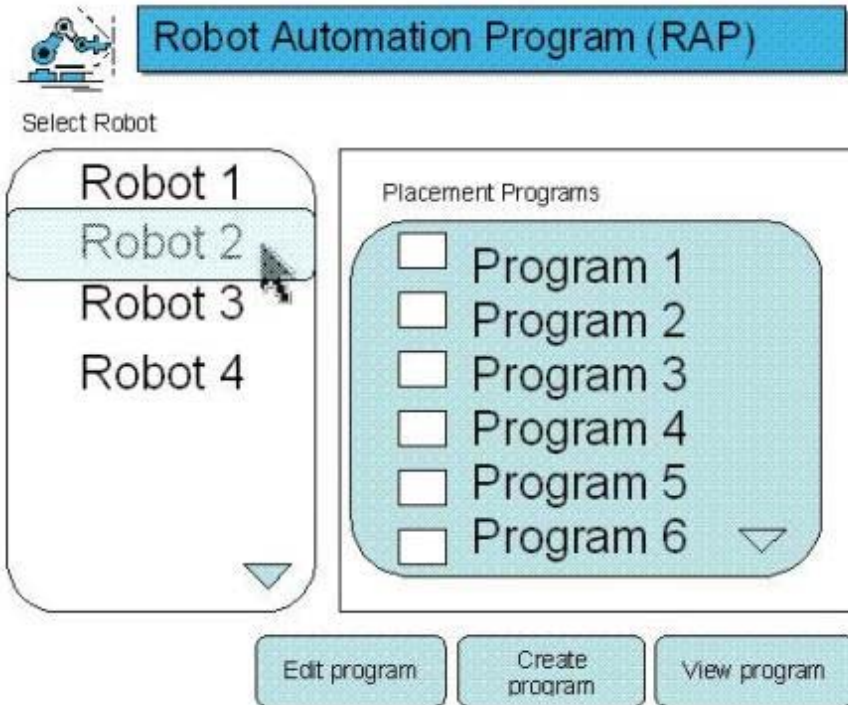 Robot Automation Program (RAP)
Select Robot
Robot 1
Robot 2
Robot 3
Robot 4
Placement Programs
Program 1
Program 2
Program 3
Program 4
Program 5
Program 6
Edit program
Create
program
View program